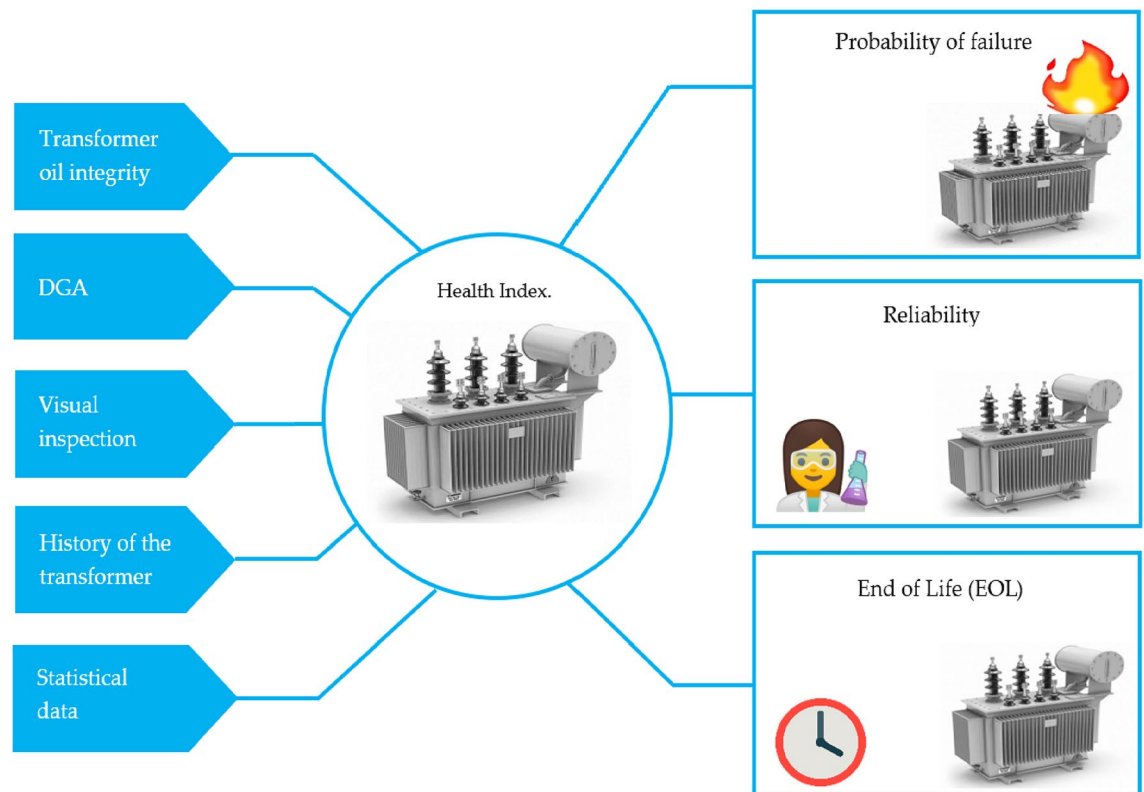 Transformer
oil integrity
DGA
Visual
inspection
History of the
transformer
Statistical
data
Health Index.
Probability of failure
Reliability
End of Life (EOL)